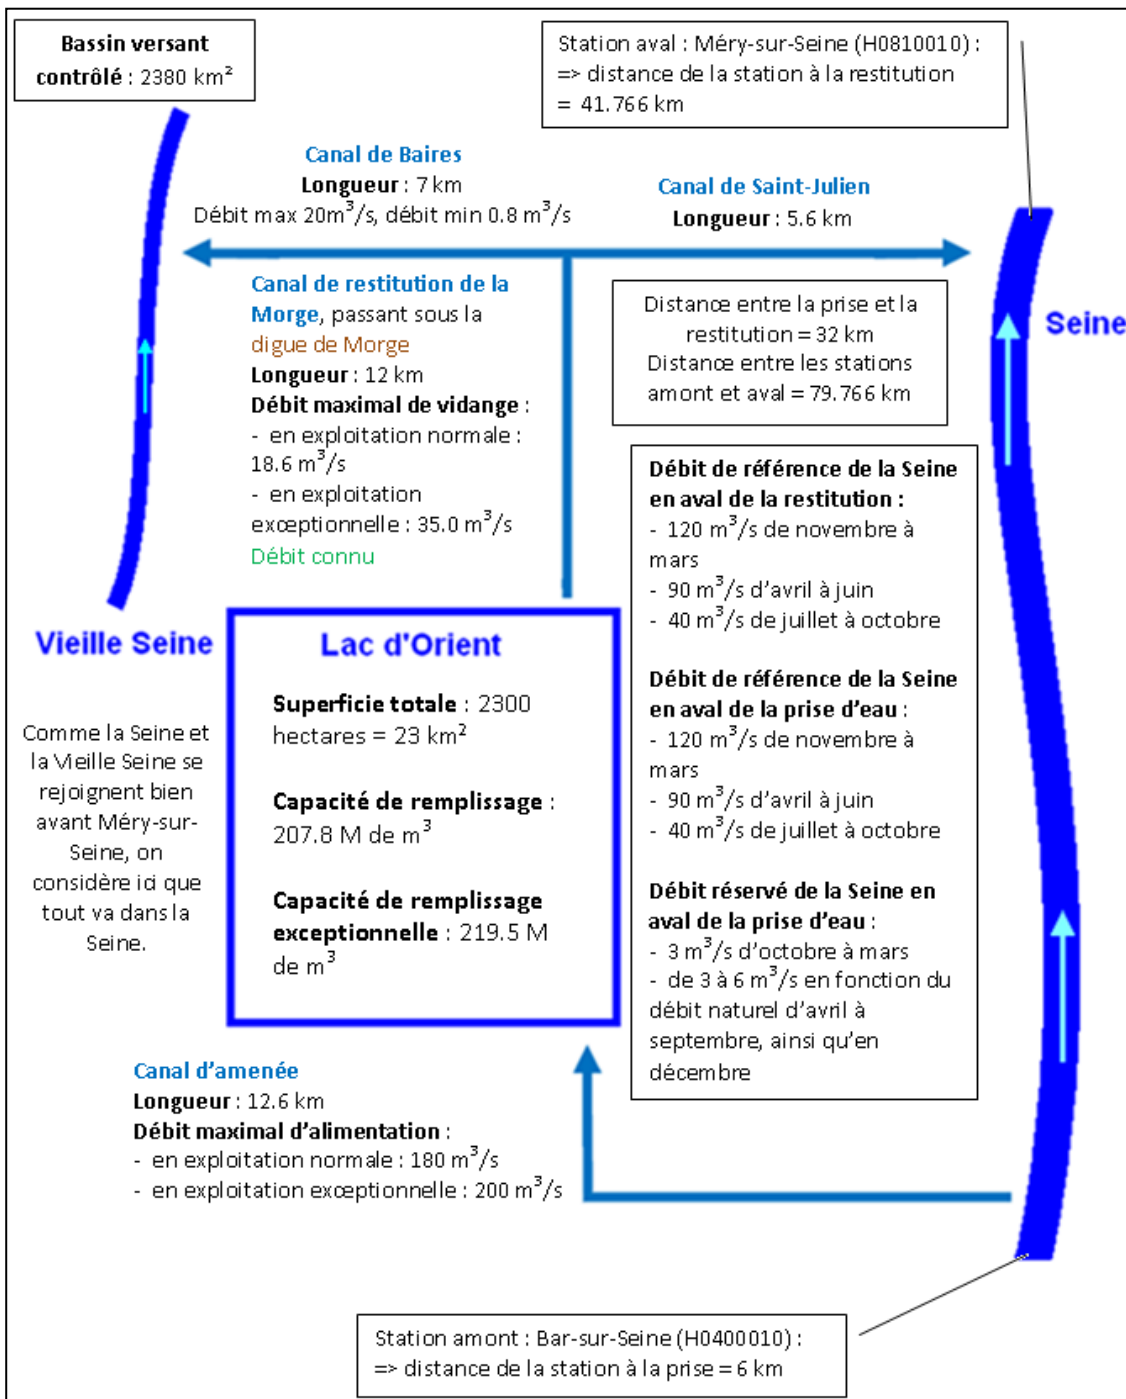 Bassin versant
contrôlé : 2380 km²
Station aval : Méry-sur-Seine (H0810010) :
=> distance de la station à la restitution
= 41.766 km
Canal de Baires
Longueur : 7 km
Débit max 20m³/s, débit min 0.8 m³/s
Canal de Saint-Julien
Longueur : 5.6 km
Canal de restitution de la
Morge, passant sous la
digue de Morge
Longueur : 12 km
Débit maximal de vidange :
- en exploitation normale :
18.6 m³/s
- en exploitation
exceptionnelle : 35.0 m³/s
Débit connu
Distance entre la prise et la
restitution = 32 km
Distance entre les stations
amont et aval = 79.766 km
Seine
Débit de référence de la Seine
en aval de la restitution :
- 120 m³/s de novembre à
mars
- 90 m³/s d'avril à juin
- 40 m³/s de juillet à octobre
Débit de référence de la Seine
en aval de la prise d'eau :
- 120 m³/s de novembre à
mars
- 90 m³/s d'avril à juin
- 40 m³/s de juillet à octobre
Débit réservé de la Seine en
aval de la prise d'eau :
- 3 m³/s d'octobre à mars
- de 3 à 6 m³/s en fonction du
débit naturel d'avril à
septembre, ainsi qu'en
décembre
Vieille Seine
Comme la Seine et
la Vieille Seine se
rejoignent bien
avant Méry-sur-
Seine, on
considère ici que
tout va dans la
Seine.
Lac d'Orient
Superficie totale : 2300
hectares = 23 km²
Capacité de remplissage :
207.8 M de m³
Capacité de remplissage
exceptionnelle : 219.5 M
de m³
Canal d'amenée
Longueur : 12.6 km
Débit maximal d'alimentation :
- en exploitation normale : 180 m³/s
- en exploitation exceptionnelle : 200 m³/s
Station amont : Bar-sur-Seine (H0400010) :
=> distance de la station à la prise = 6 km